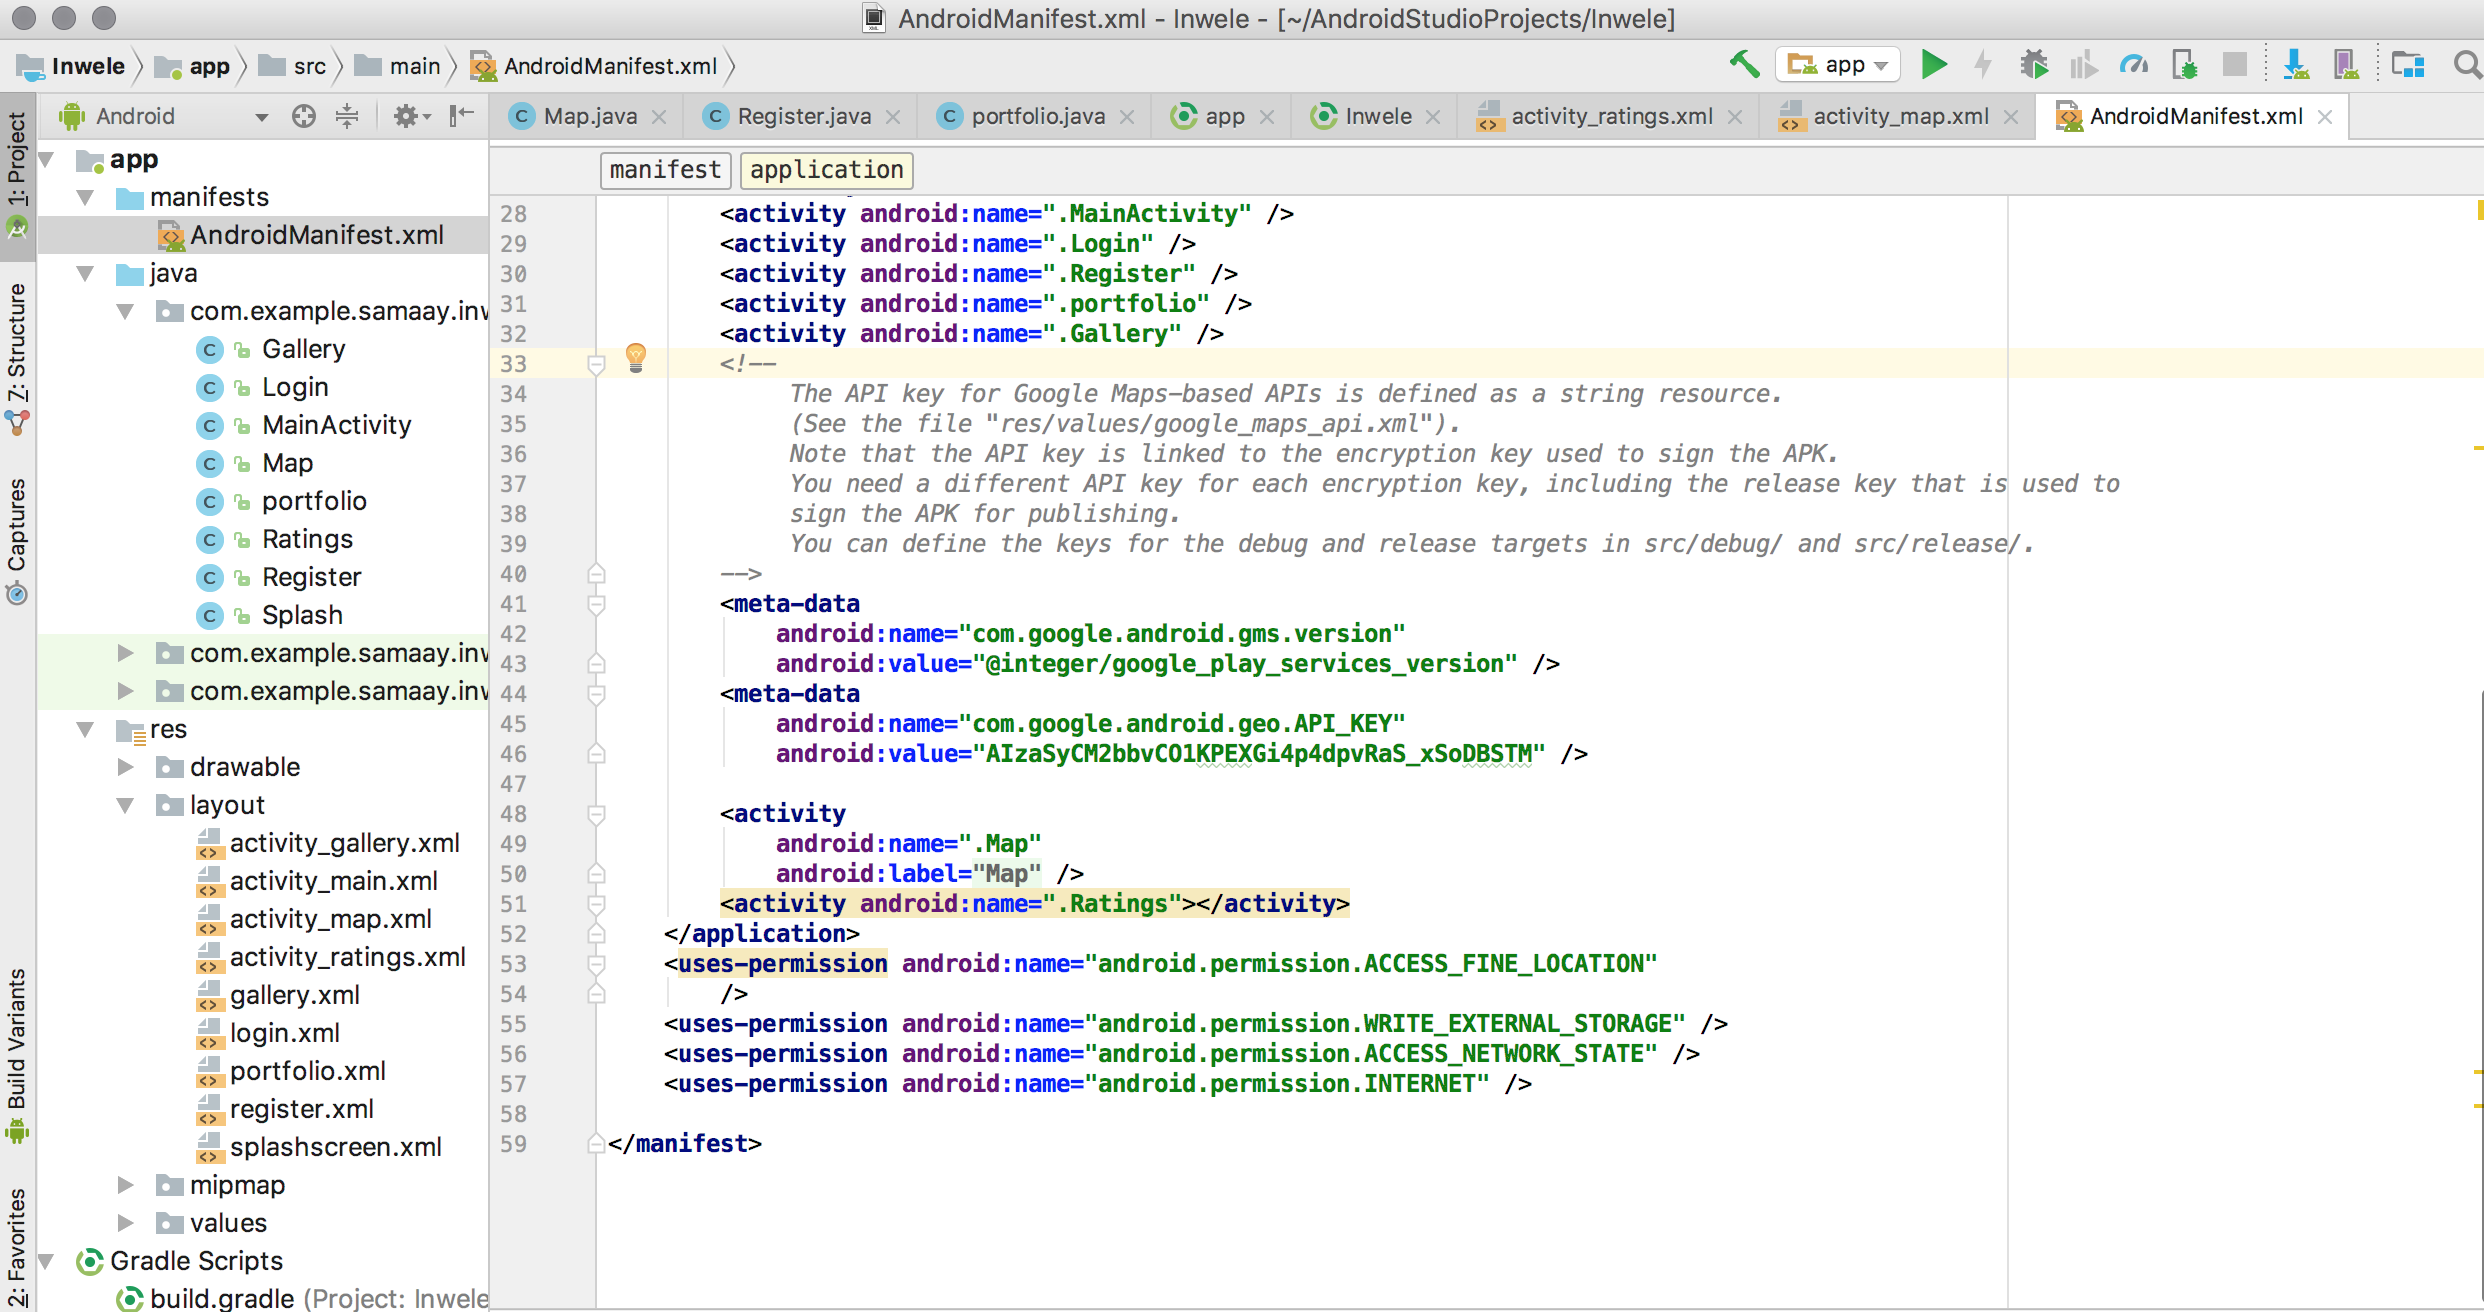 AndroidManifest.xml - Inwele - [~/AndroidStudioProjects/Inwele]
Inwele app src main AndroidManifest.xml
app
1: Project
7: Structure
Captures
Build Variants
2: Favorites
Android
Map.java Register.java portfolio.java app Inwele activity_ratings.xml activity_map.xml AndroidManifest.xml
app
manifests
AndroidManifest.xml
java
com.example.samaay.inw
Gallery
Login
MainActivity
Map
portfolio
Ratings
Register
Splash
com.example.samaay.inw
com.example.samaay.inw
res
drawable
layout
activity_gallery.xml
activity_main.xml
activity_map.xml
activity_ratings.xml
gallery.xml
login.xml
portfolio.xml
register.xml
splashscreen.xml
mipmap
values
Gradle Scripts
build.gradle (Project: Inwele
manifest application
28 <activity android:name=".MainActivity" />
29 <activity android:name=".Login" />
30 <activity android:name=".Register" />
31 <activity android:name=".portfolio" />
32 <activity android:name=".Gallery" />
33 <!--
34 The API key for Google Maps-based APIs is defined as a string resource.
35 (See the file "res/values/google_maps_api.xml").
36 Note that the API key is linked to the encryption key used to sign the APK.
37 You need a different API key for each encryption key, including the release key that is used to
38 sign the APK for publishing.
39 You can define the keys for the debug and release targets in src/debug/ and src/release/.
40 -->
41 <meta-data
42 android:name="com.google.android.gms.version"
43 android:value="@integer/google_play_services_version" />
44 <meta-data
45 android:name="com.google.android.geo.API_KEY"
46 android:value="AIzaSyCM2bbvCO1KPEXGi4p4dpvRaS_xSoDBSTM" />
47
48 <activity
49 android:name=".Map"
50 android:label="Map" />
51 <activity android:name=".Ratings"></activity>
52 </application>
53 <uses-permission android:name="android.permission.ACCESS_FINE_LOCATION"
54 />
55 <uses-permission android:name="android.permission.WRITE_EXTERNAL_STORAGE" />
56 <uses-permission android:name="android.permission.ACCESS_NETWORK_STATE" />
57 <uses-permission android:name="android.permission.INTERNET" />
58
59 </manifest>